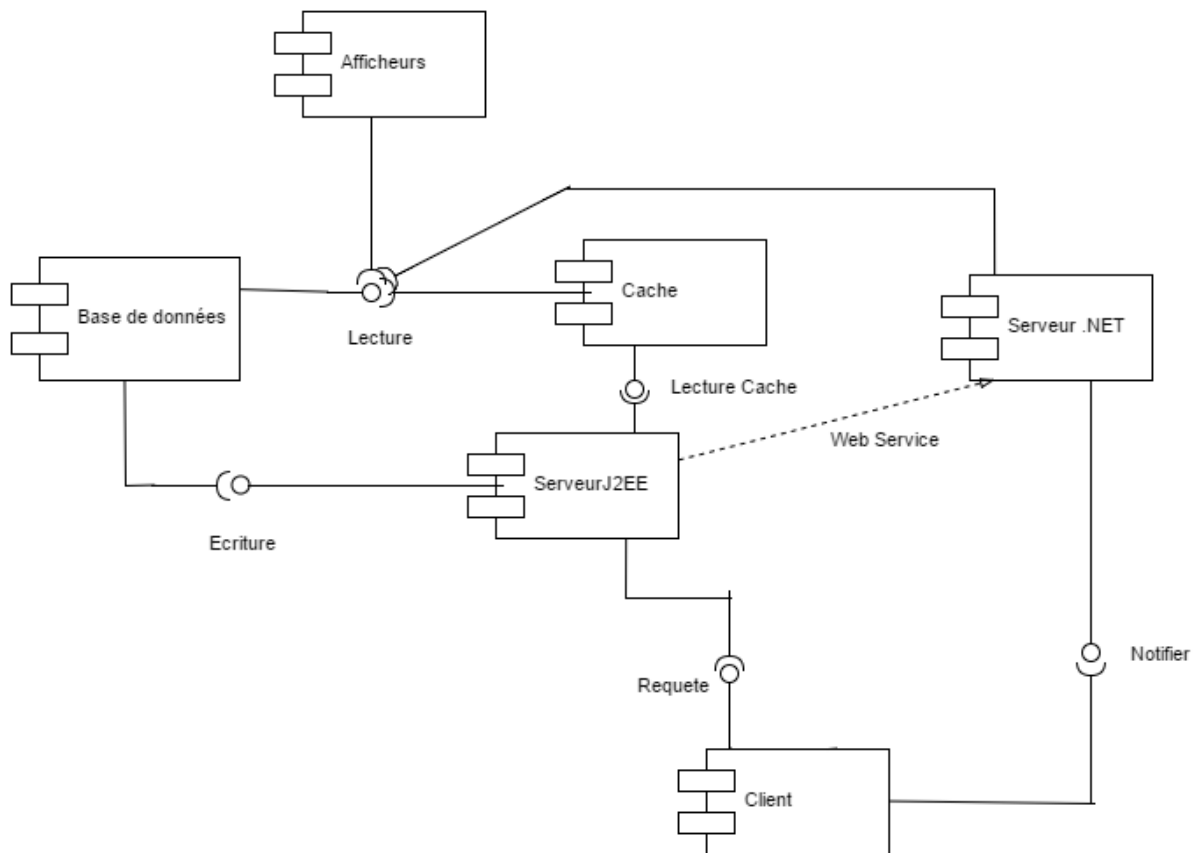 Afficheurs
Base de données
Cache
Serveur .NET
Lecture
Lecture Cache
Web Service
ServeurJ2EE
Ecriture
Notifier
Requete
Client